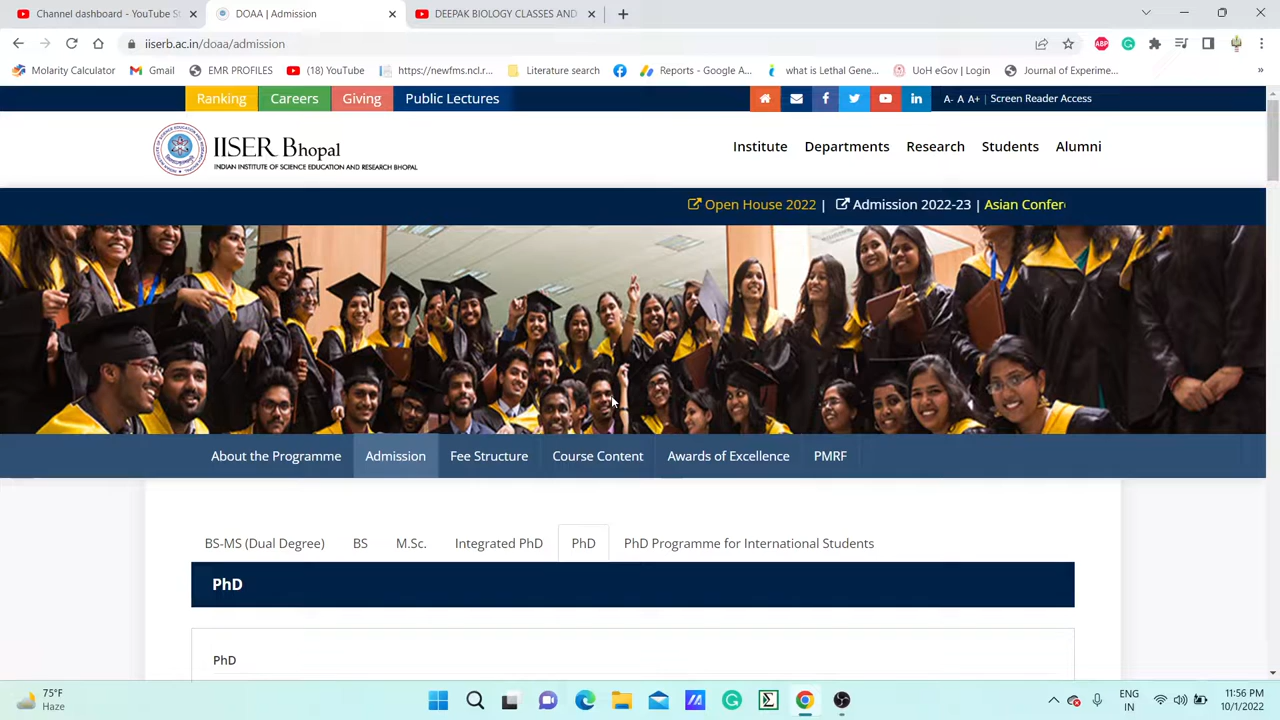 Channel dashboard - YouTube St
DOAA | Admission
DEEPAK BIOLOGY CLASSES AND
iiserb.ac.in/doaa/admission
Molarity Calculator
Gmail
EMR PROFILES
(18) YouTube
https://newfms.ncl.r...
Literature search
Reports - Google A...
what is Lethal Gene...
UoH eGov | Login
Journal of Experime...
»
Ranking
Careers
Giving
Public Lectures
A- A A+
Screen Reader Access
IISER Bhopal
INDIAN INSTITUTE OF SCIENCE EDUCATION AND RESEARCH BHOPAL
Institute
Departments
Research
Students
Alumni
Open House 2022 | Admission 2022-23 | Asian Confer
About the Programme
Admission
Fee Structure
Course Content
Awards of Excellence
PMRF
BS-MS (Dual Degree)
BS
M.Sc.
Integrated PhD
PhD
PhD Programme for International Students
PhD
PhD
75°F
Haze
ENG
IN
11:56 PM
10/1/2022